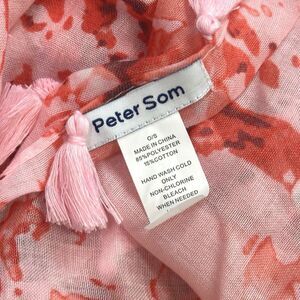 Peter Som
O/S
MADE IN CHINA
85%POLYESTER
15%COTTON
HAND WASH COLD
ONLY
NON-CHLORINE
BLEACH
WHEN NEEDED